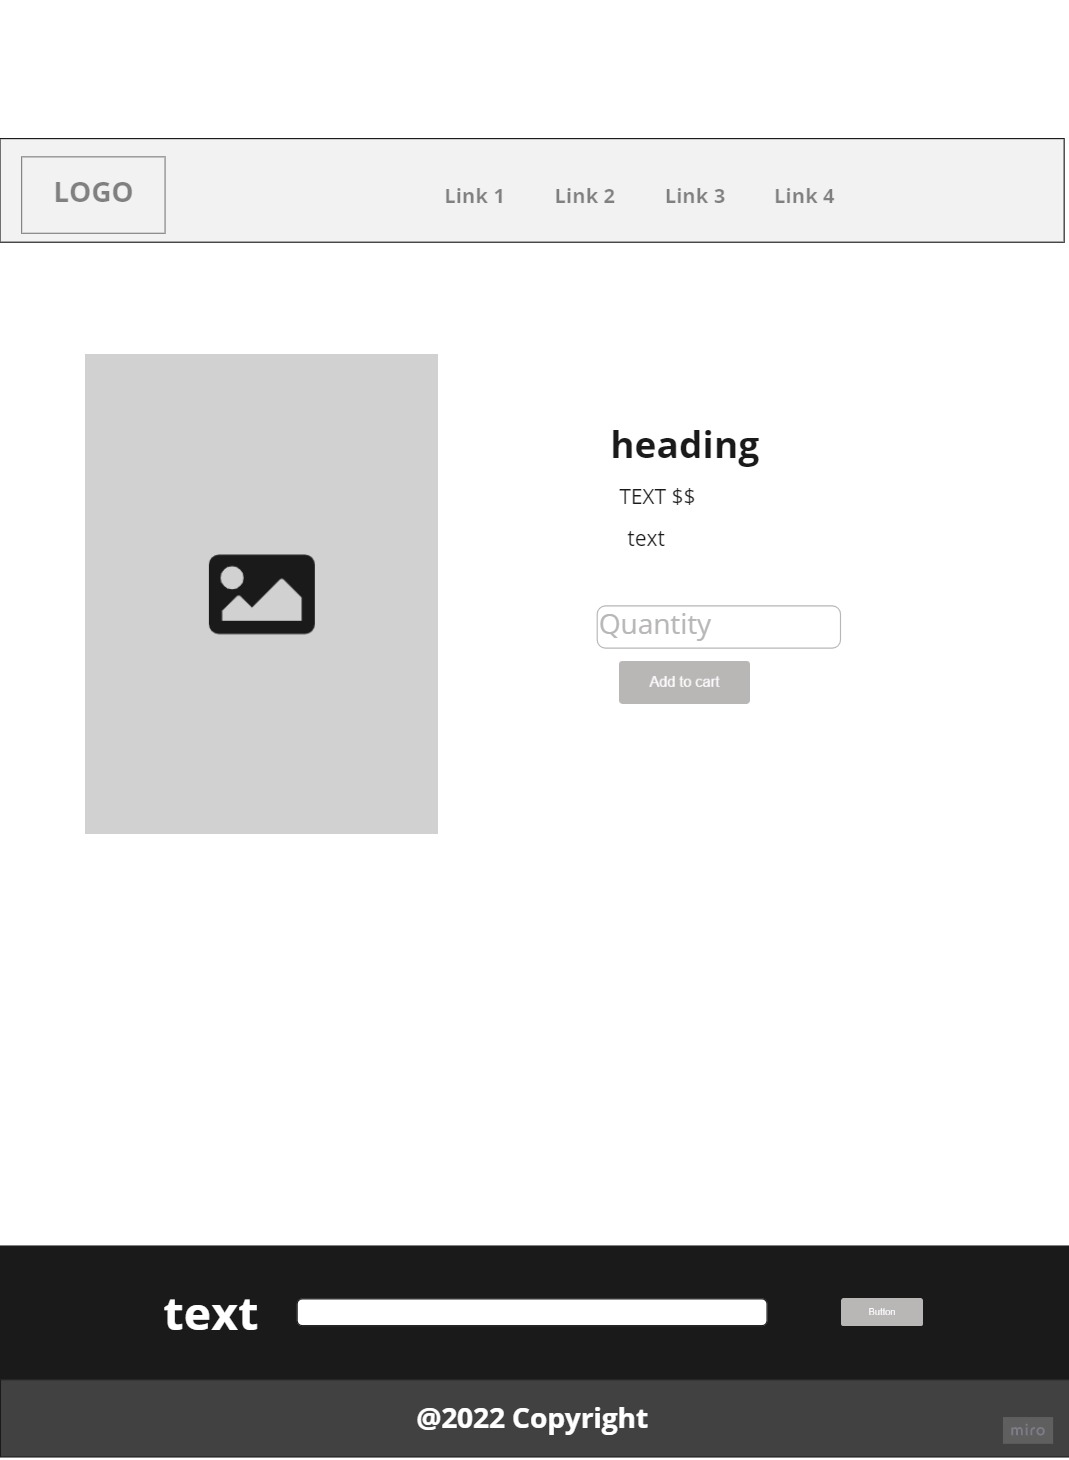 LOGO
Link 1 Link 2 Link 3 Link 4
heading
TEXT $$
text
Quantity
Add to cart
text
Button
@2022 Copyright
miro